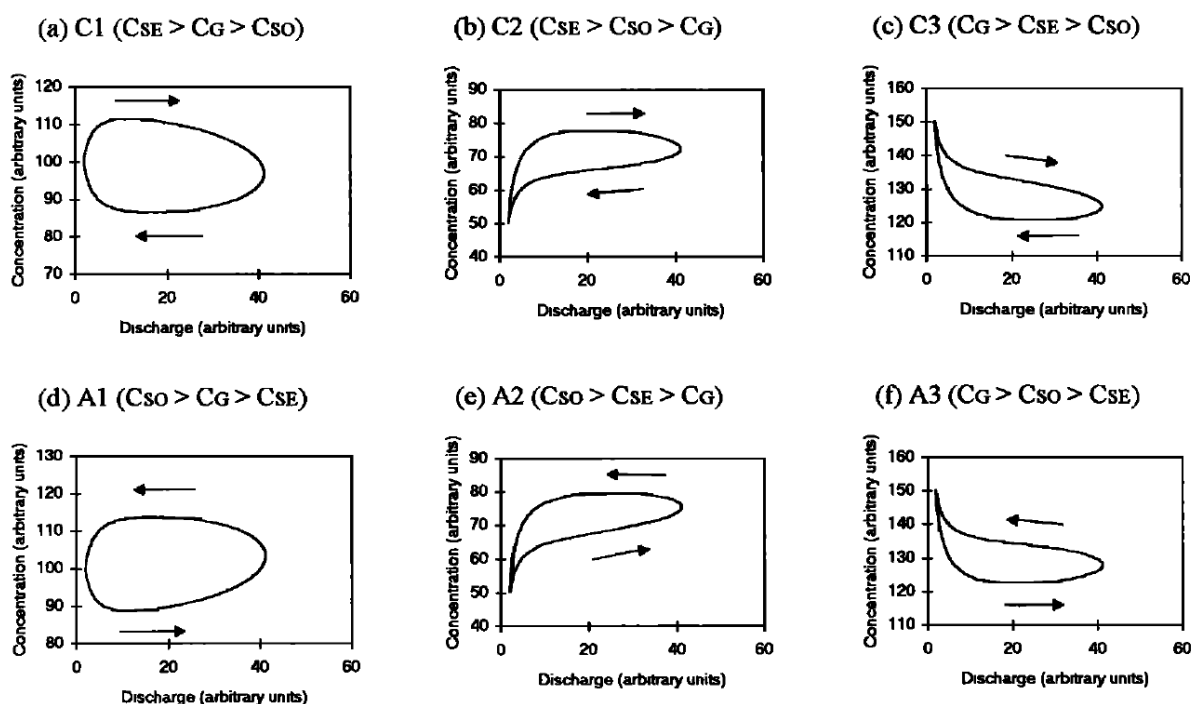 (a) C1 (CSE > CG > CSO)
Concentration (arbitrary units)
120
110
100
90
80
70
0 20 40 60
Discharge (arbitrary units)
(b) C2 (CSE > CSO > CG)
Concentration (arbitrary units)
90
80
70
60
50
40
0 20 40 60
Discharge (arbitrary units)
(c) C3 (CG > CSE > CSO)
Concentration (arbitrary units)
160
150
140
130
120
110
0 20 40 60
Discharge (arbitrary units)
(d) A1 (CSO > CG > CSE)
Concentration (arbitrary units)
130
120
110
100
90
80
0 20 40 60
Discharge (arbitrary units)
(e) A2 (CSO > CSE > CG)
Concentration (arbitrary units)
90
80
70
60
50
40
0 20 40 60
Discharge (arbitrary units)
(f) A3 (CG > CSO > CSE)
Concentration (arbitrary units)
160
150
140
130
120
110
0 20 40 60
Discharge (arbitrary units)